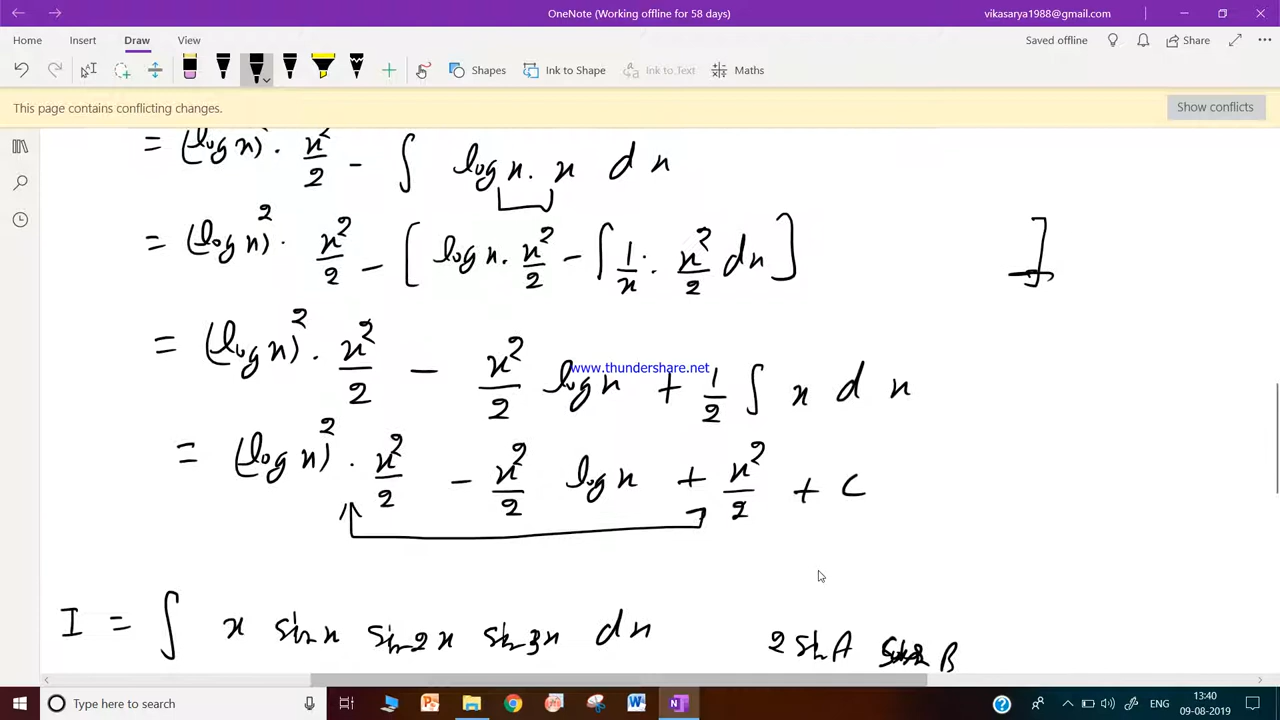 OneNote (Working offline for 58 days)
vikasarya1988@gmail.com
Home Insert Draw View
Saved offline Share
Ink to Shape Shapes Ink to Text Maths
This page contains conflicting changes. Show conflicts
= (log x)² · x²/2 - ∫ log x · x dx
= (log x)² · x²/2 - [ log x · x²/2 - ∫ 1/x · x²/2 dx ] ]
= (log x)² · x²/2 - x²/2 log x + 1/2 ∫ x dx
www.thundershare.net
= (log x)² · x²/2 - x²/2 log x + x²/2 + c
I = ∫ x sin x sin 2x sin 3x dx
2 sin A B
Type here to search
ENG
13:40
09-08-2019